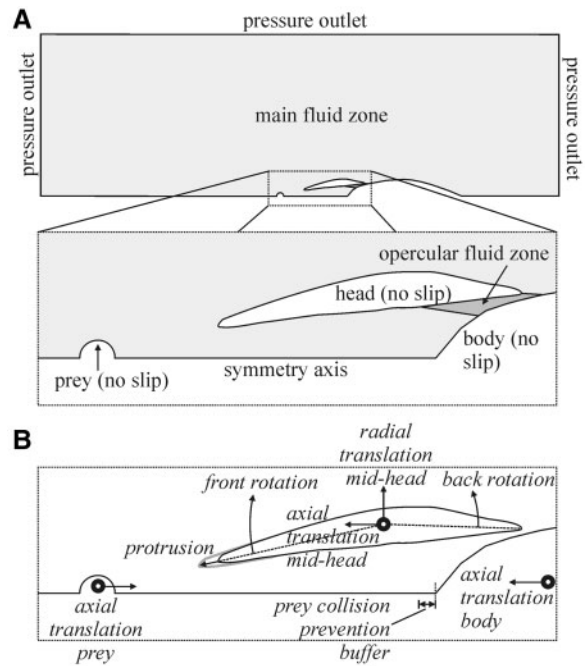 A
pressure outlet
pressure outlet
main fluid zone
pressure outlet
opercular fluid zone
head (no slip)
body (no
slip)
prey (no slip)
symmetry axis
B
radial
translation
mid-head
front rotation
back rotation
axial
translation
mid-head
protrusion
axial
translation
prey
prey collision
prevention
buffer
axial
translation
body